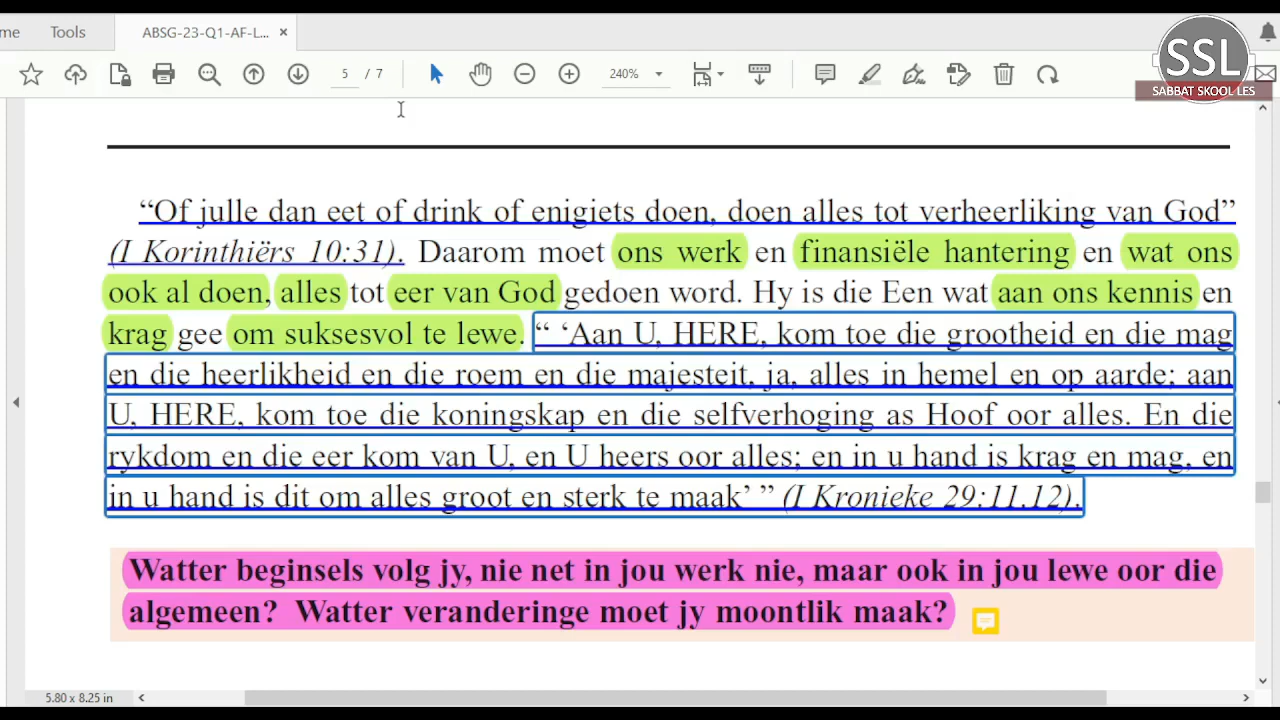 me Tools ABSG-23-Q1-AF-L... ×
SSL
SABBAT SKOOL LES
5 / 7 240%
“Of julle dan eet of drink of enigiets doen, doen alles tot verheerliking van God”
(I Korinthiërs 10:31). Daarom moet ons werk en finansiële hantering en wat ons
ook al doen, alles tot eer van God gedoen word. Hy is die Een wat aan ons kennis en
krag gee om suksesvol te lewe. “ ‘Aan U, HERE, kom toe die grootheid en die mag
en die heerlikheid en die roem en die majesteit, ja, alles in hemel en op aarde; aan
U, HERE, kom toe die koningskap en die selfverhoging as Hoof oor alles. En die
rykdom en die eer kom van U, en U heers oor alles; en in u hand is krag en mag, en
in u hand is dit om alles groot en sterk te maak’ ” (I Kronieke 29:11.12).
Watter beginsels volg jy, nie net in jou werk nie, maar ook in jou lewe oor die
algemeen? Watter veranderinge moet jy moontlik maak?
5.80 x 8.25 in